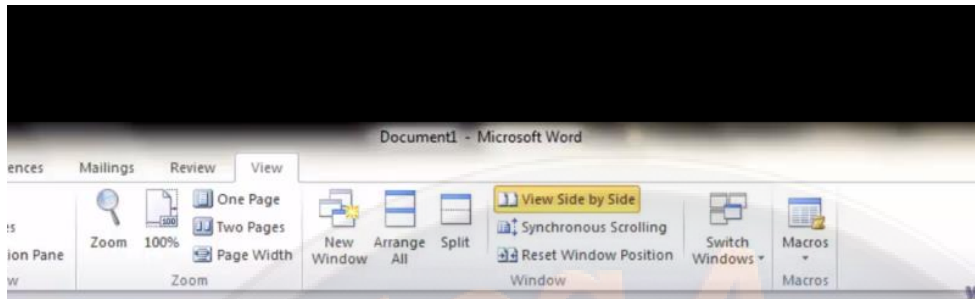 Document1 - Microsoft Word
ences Mailings Review View
Zoom
100%
One Page
Two Pages
Page Width
New Window
Arrange All
Split
View Side by Side
Synchronous Scrolling
Reset Window Position
Switch Windows
Macros
ion Pane
Zoom
Window
Macros